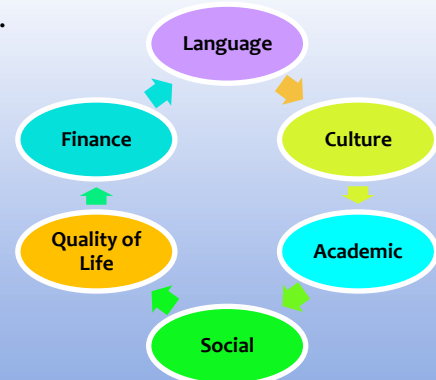 .
Language
Culture
Academic
Social
Quality of
Life
Finance